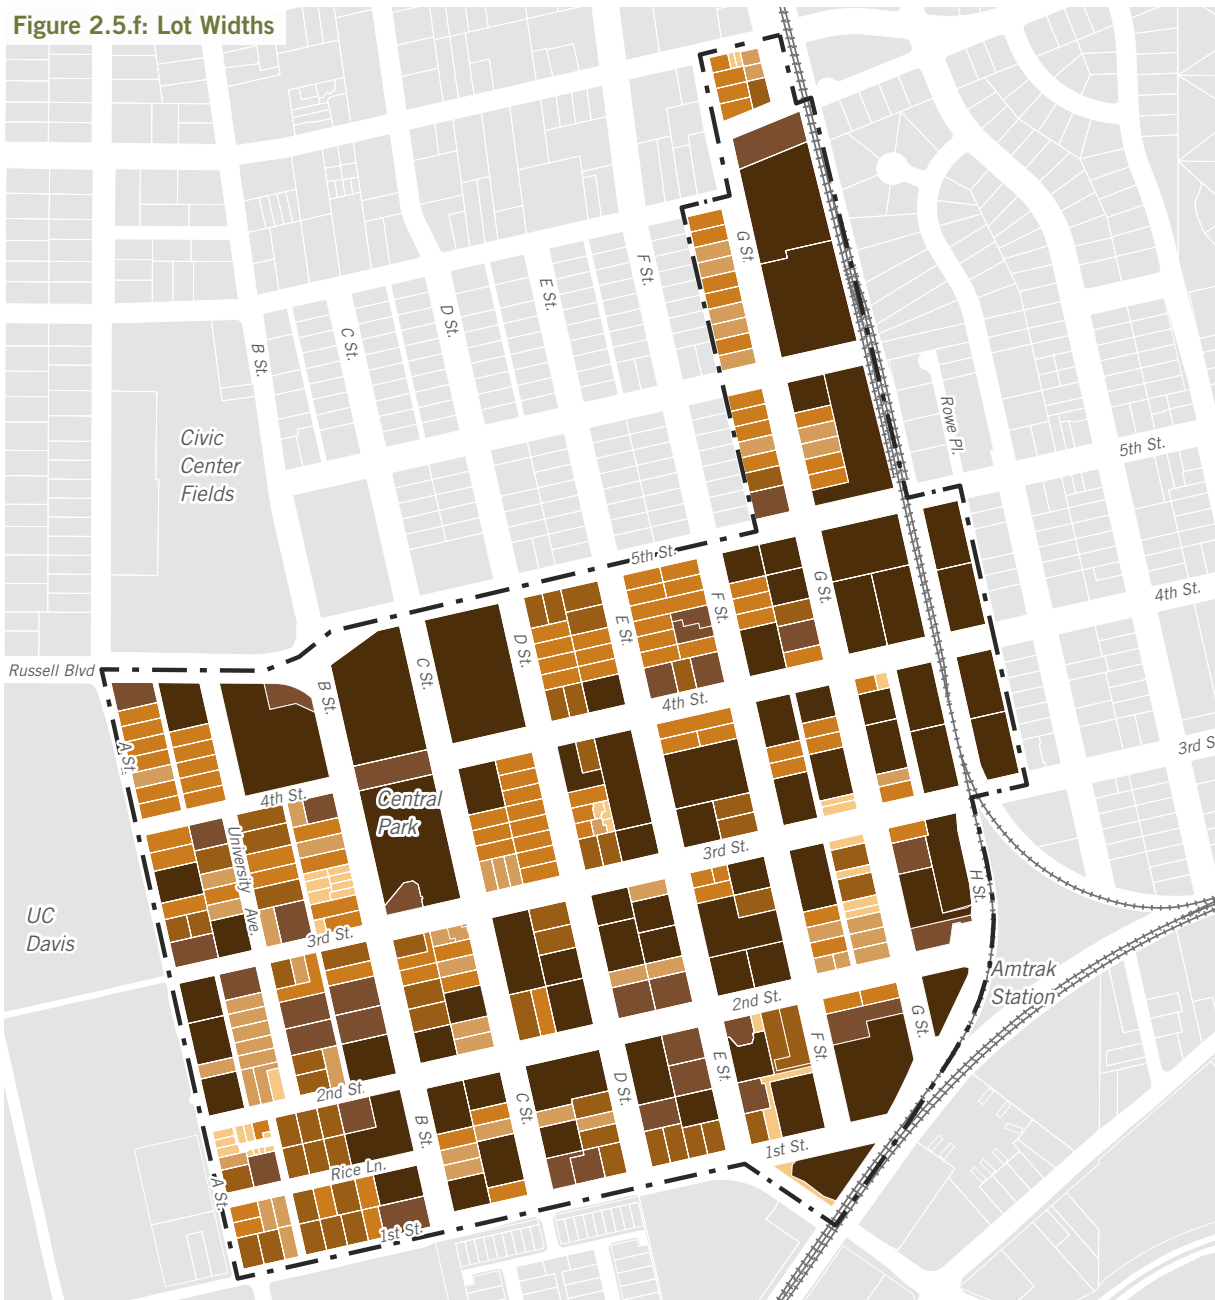 Figure 2.5.f: Lot Widths
G St.
F St.
E St.
D St.
C St.
B St.
Rowe Pl.
Civic
Center
Fields
5th St.
5th St.
4th St.
G St.
F St.
E St.
D St.
C St.
B St.
Russell Blvd
4th St.
3rd S
A St.
4th St.
Central
Park
3rd St.
University
Ave.
H St.
UC
Davis
3rd St.
Amtrak
Station
2nd St.
G St.
F St.
E St.
D St.
C St.
B St.
2nd St.
1st St.
Rice Ln.
A St.
1st St.